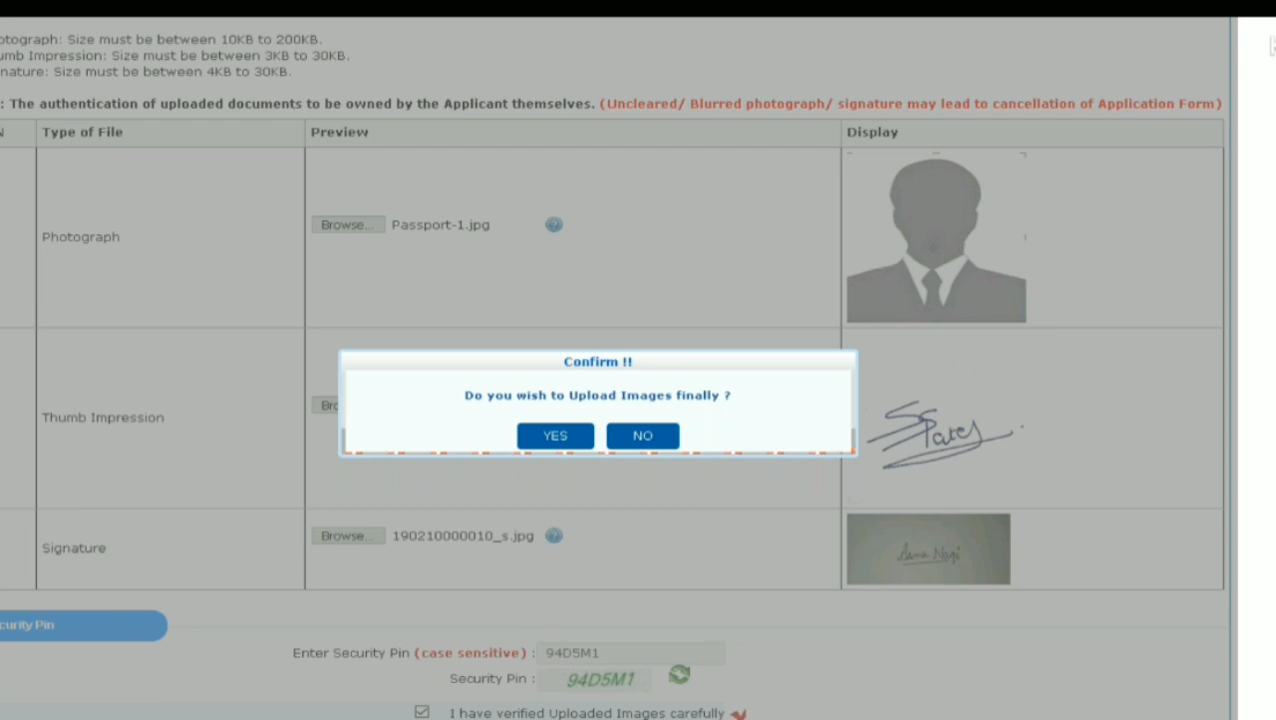 otograph: Size must be between 10KB to 200KB.
umb Impression: Size must be between 3KB to 30KB.
nature: Size must be between 4KB to 30KB.
: The authentication of uploaded documents to be owned by the Applicant themselves. (Uncleared/ Blurred photograph/ signature may lead to cancellation of Application Form)
Type of File Preview Display
Photograph Browse... Passport-1.jpg
Confirm !!
Do you wish to Upload Images finally ?
YES NO
Thumb Impression Bro
Signature Browse... 190210000010_s.jpg
curity Pin
Enter Security Pin (case sensitive) : 94D5M1
Security Pin : 94D5M1
I have verified Uploaded Images carefully